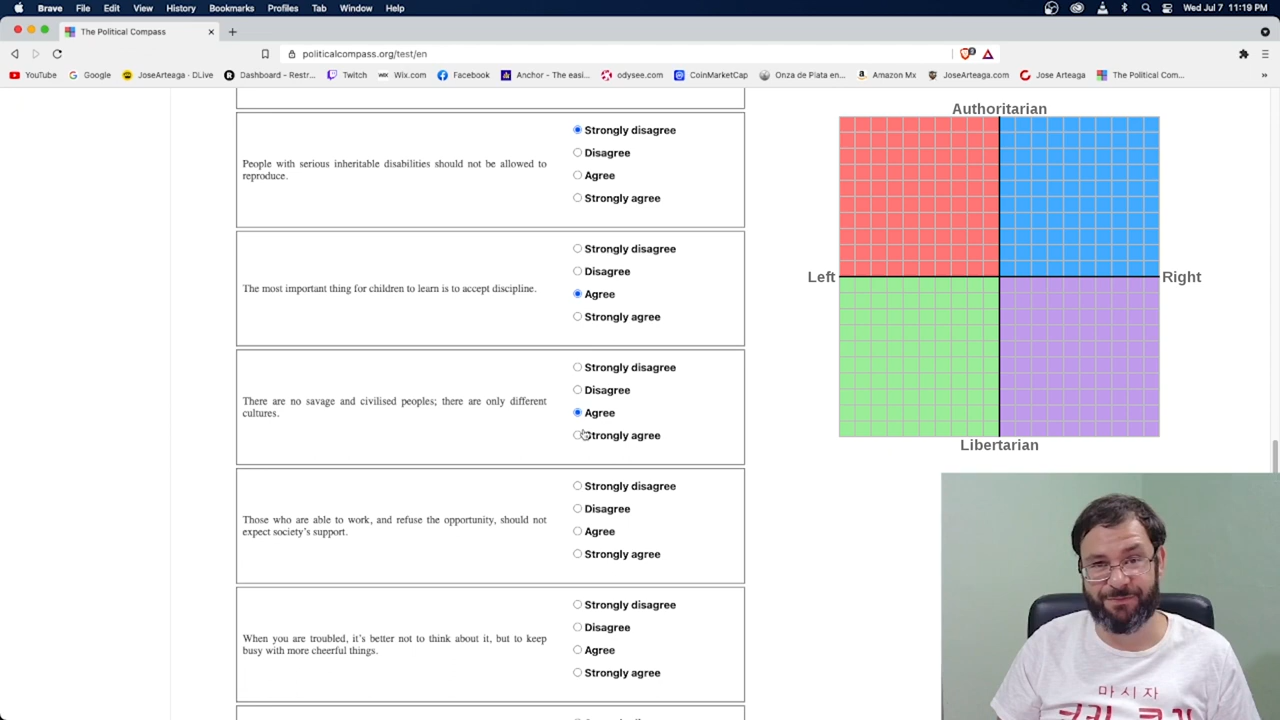 Brave File Edit View History Bookmarks Profiles Tab Window Help Wed Jul 7 11:19 PM
The Political Compass
politicalcompass.org/test/en
YouTube Google JoseArteaga - DLive Dashboard - Restr... Twitch Wix.com Facebook Anchor - The easi... odysee.com CoinMarketCap Onza de Plata en... Amazon Mx JoseArteaga.com Jose Arteaga The Political Com...
People with serious inheritable disabilities should not be allowed to
reproduce.
Strongly disagree
Disagree
Agree
Strongly agree
The most important thing for children to learn is to accept discipline.
Strongly disagree
Disagree
Agree
Strongly agree
There are no savage and civilised peoples; there are only different
cultures.
Strongly disagree
Disagree
Agree
Strongly agree
Those who are able to work, and refuse the opportunity, should not
expect society's support.
Strongly disagree
Disagree
Agree
Strongly agree
When you are troubled, it's better not to think about it, but to keep
busy with more cheerful things.
Strongly disagree
Disagree
Agree
Strongly agree
Authoritarian
Left
Right
Libertarian
마시자